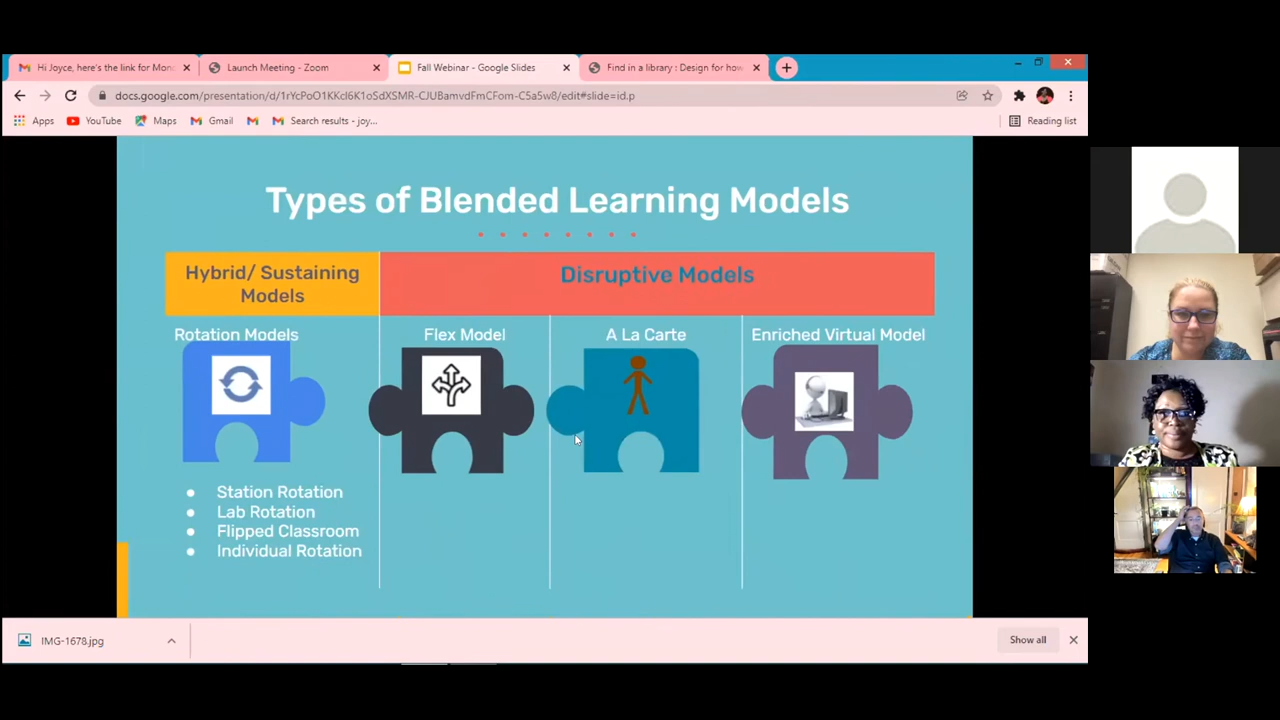 Hi Joyce, here's the link for Mon
Launch Meeting - Zoom
Fall Webinar - Google Slides
Find in a library : Design for how
docs.google.com/presentation/d/1rYcPoO1KKcI6K1oSdXSMR-CJUBamvdFmCFom-C5a5w8/edit#slide=id.p
Apps
YouTube
Maps
Gmail
Search results - joy...
Reading list
Types of Blended Learning Models
Hybrid/ Sustaining
Models
Disruptive Models
Rotation Models
Flex Model
A La Carte
Enriched Virtual Model
Station Rotation
Lab Rotation
Flipped Classroom
Individual Rotation
IMG-1678.jpg
Show all